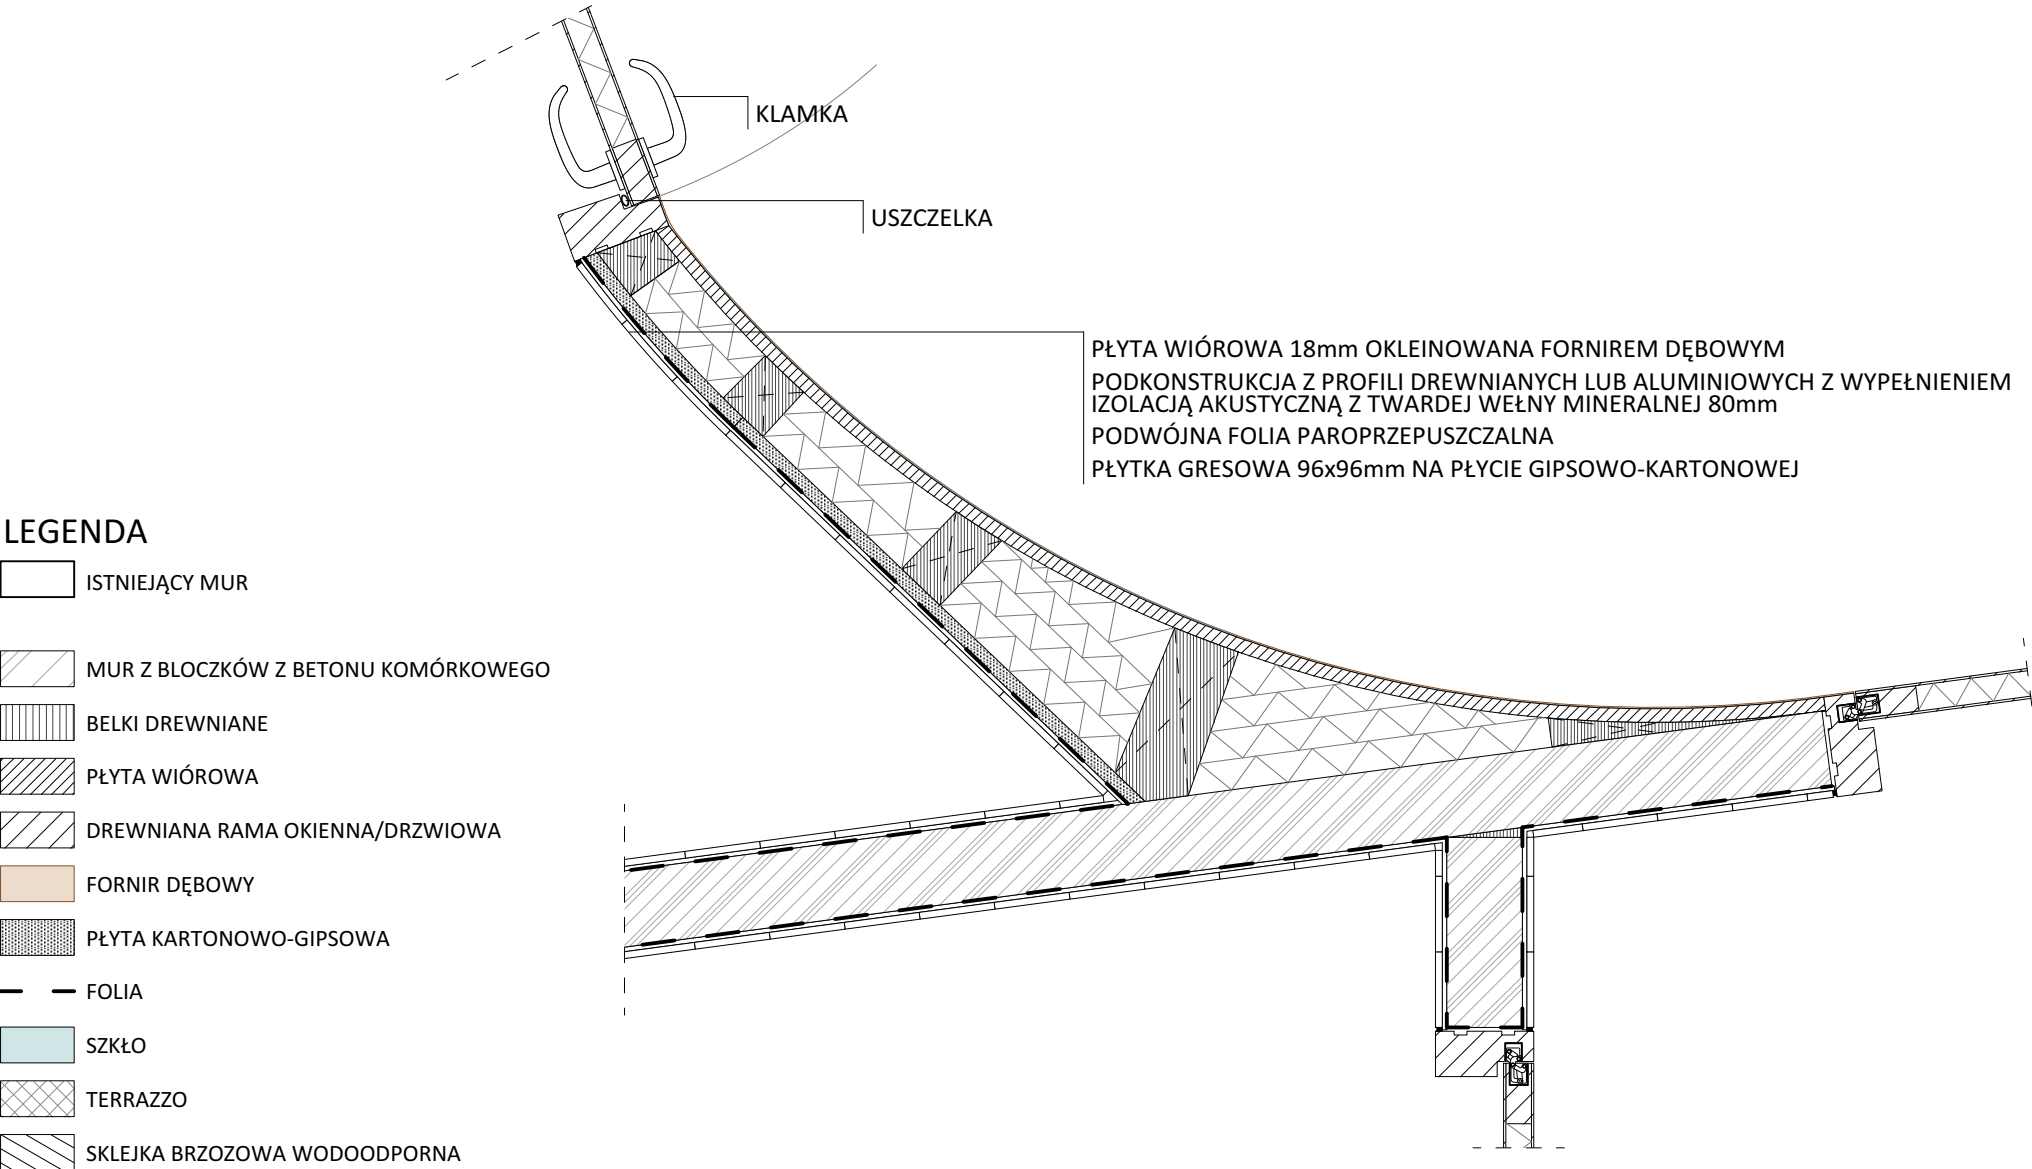 KLAMKA
USZCZELKA
PŁYTA WIÓROWA 18mm OKLEINOWANA FORNIREM DĘBOWYM
PODKONSTRUKCJA Z PROFILI DREWNIANYCH LUB ALUMINIOWYCH Z WYPEŁNIENIEM
IZOLACJĄ AKUSTYCZNĄ Z TWARDEJ WEŁNY MINERALNEJ 80mm
PODWÓJNA FOLIA PAROPRZEPUSZCZALNA
PŁYTKA GRESOWA 96x96mm NA PŁYCIE GIPSOWO-KARTONOWEJ
LEGENDA
ISTNIEJĄCY MUR
MUR Z BLOCZKÓW Z BETONU KOMÓRKOWEGO
BELKI DREWNIANE
PŁYTA WIÓROWA
DREWNIANA RAMA OKIENNA/DRZWIOWA
FORNIR DĘBOWY
PŁYTA KARTONOWO-GIPSOWA
FOLIA
SZKŁO
TERRAZZO
SKLEJKA BRZOZOWA WODOODPORNA